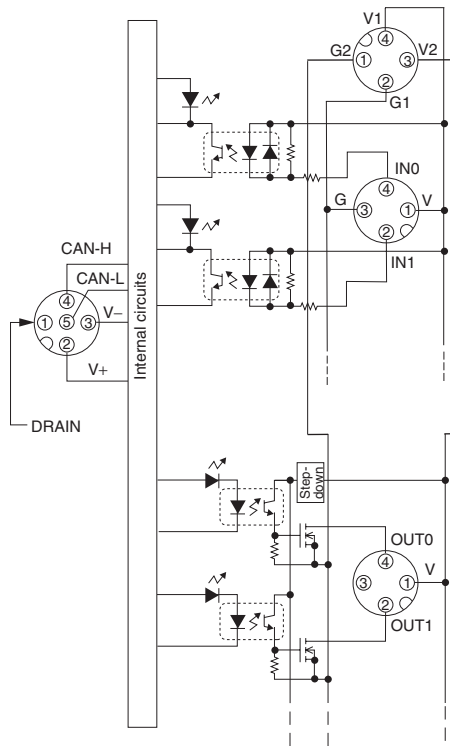 V1
G2
4
V2
1
3
2
G1
IN0
4
G
3
1
V
2
IN1
CAN-H
CAN-L
4
1
5
3
V−
2
V+
DRAIN
Internal circuits
Step-
down
OUT0
4
V
3
1
2
OUT1